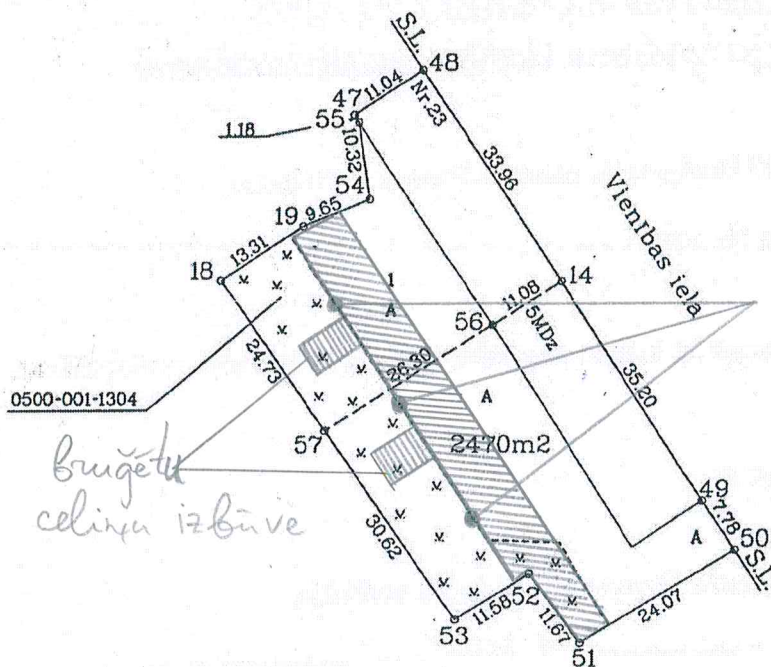 S.L.
48
11.04
47
Nr.23
55
1.18
10.32
33.96
54
Vienības iela
9.65
19
13.31
18
14
1
A
11.08
56
5MDz
26.30
24.73
35.20
0500-001-1304
A
57
2470m2
bruģētu
celiņu izbūve
49
7.78
A
50
S.L.
30.62
52
24.07
11.58
53
11.67
51